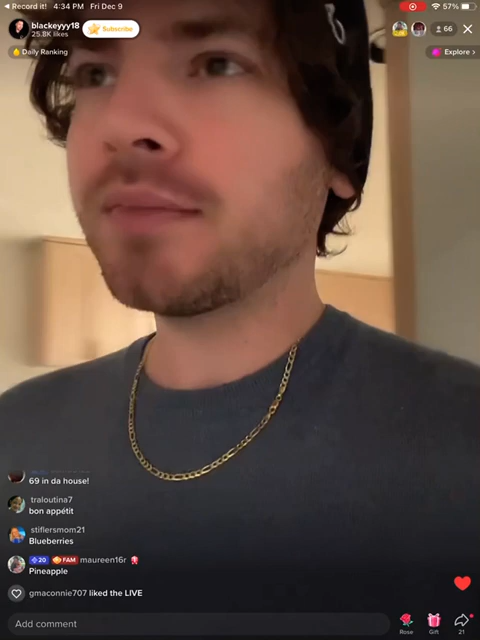 Record it!
4:34 PM
Fri Dec 9
57%
blackeyyy18
25.8K likes
Subscribe
66
Daily Ranking
Explore
69 in da house!
traloutina7
bon appétit
stiflersmom21
Blueberries
20 FAM maureen16r
Pineapple
gmaconnie707 liked the LIVE
Add comment
Rose
Gift
21